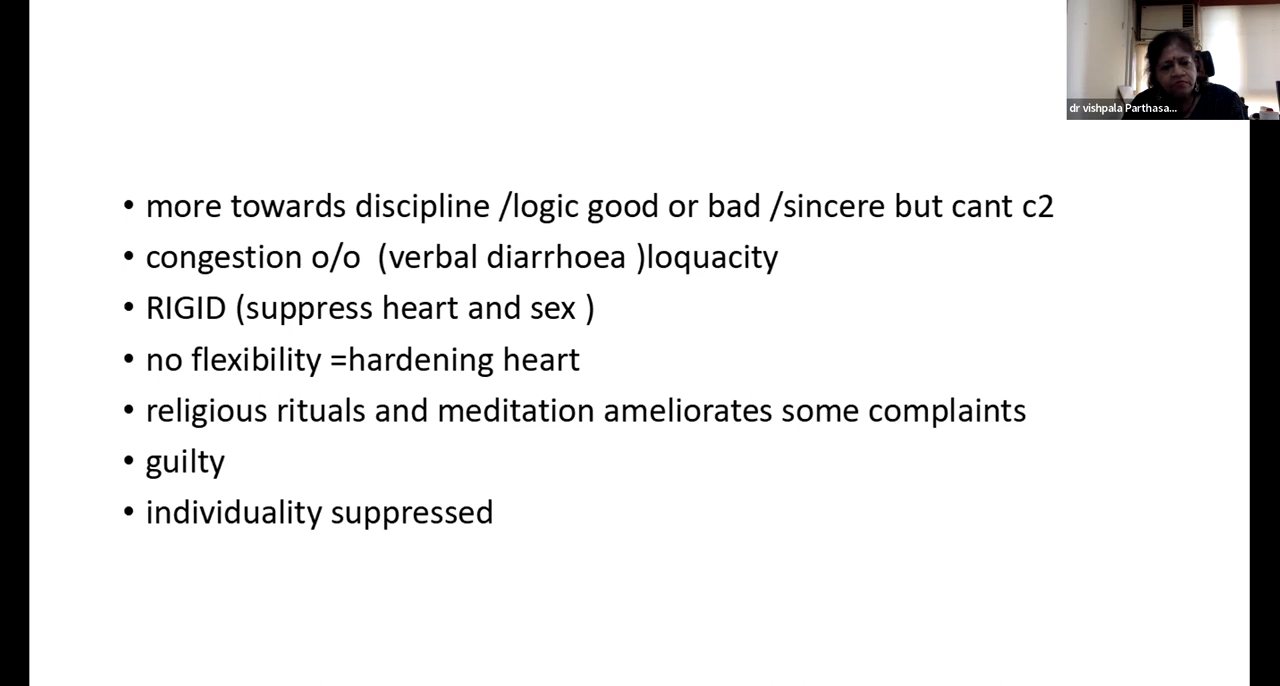 dr vishpala Parthasa...
• more towards discipline /logic good or bad /sincere but cant c2
• congestion o/o  (verbal diarrhoea )loquacity
• RIGID (suppress heart and sex )
• no flexibility =hardening heart
• religious rituals and meditation ameliorates some complaints
• guilty
• individuality suppressed